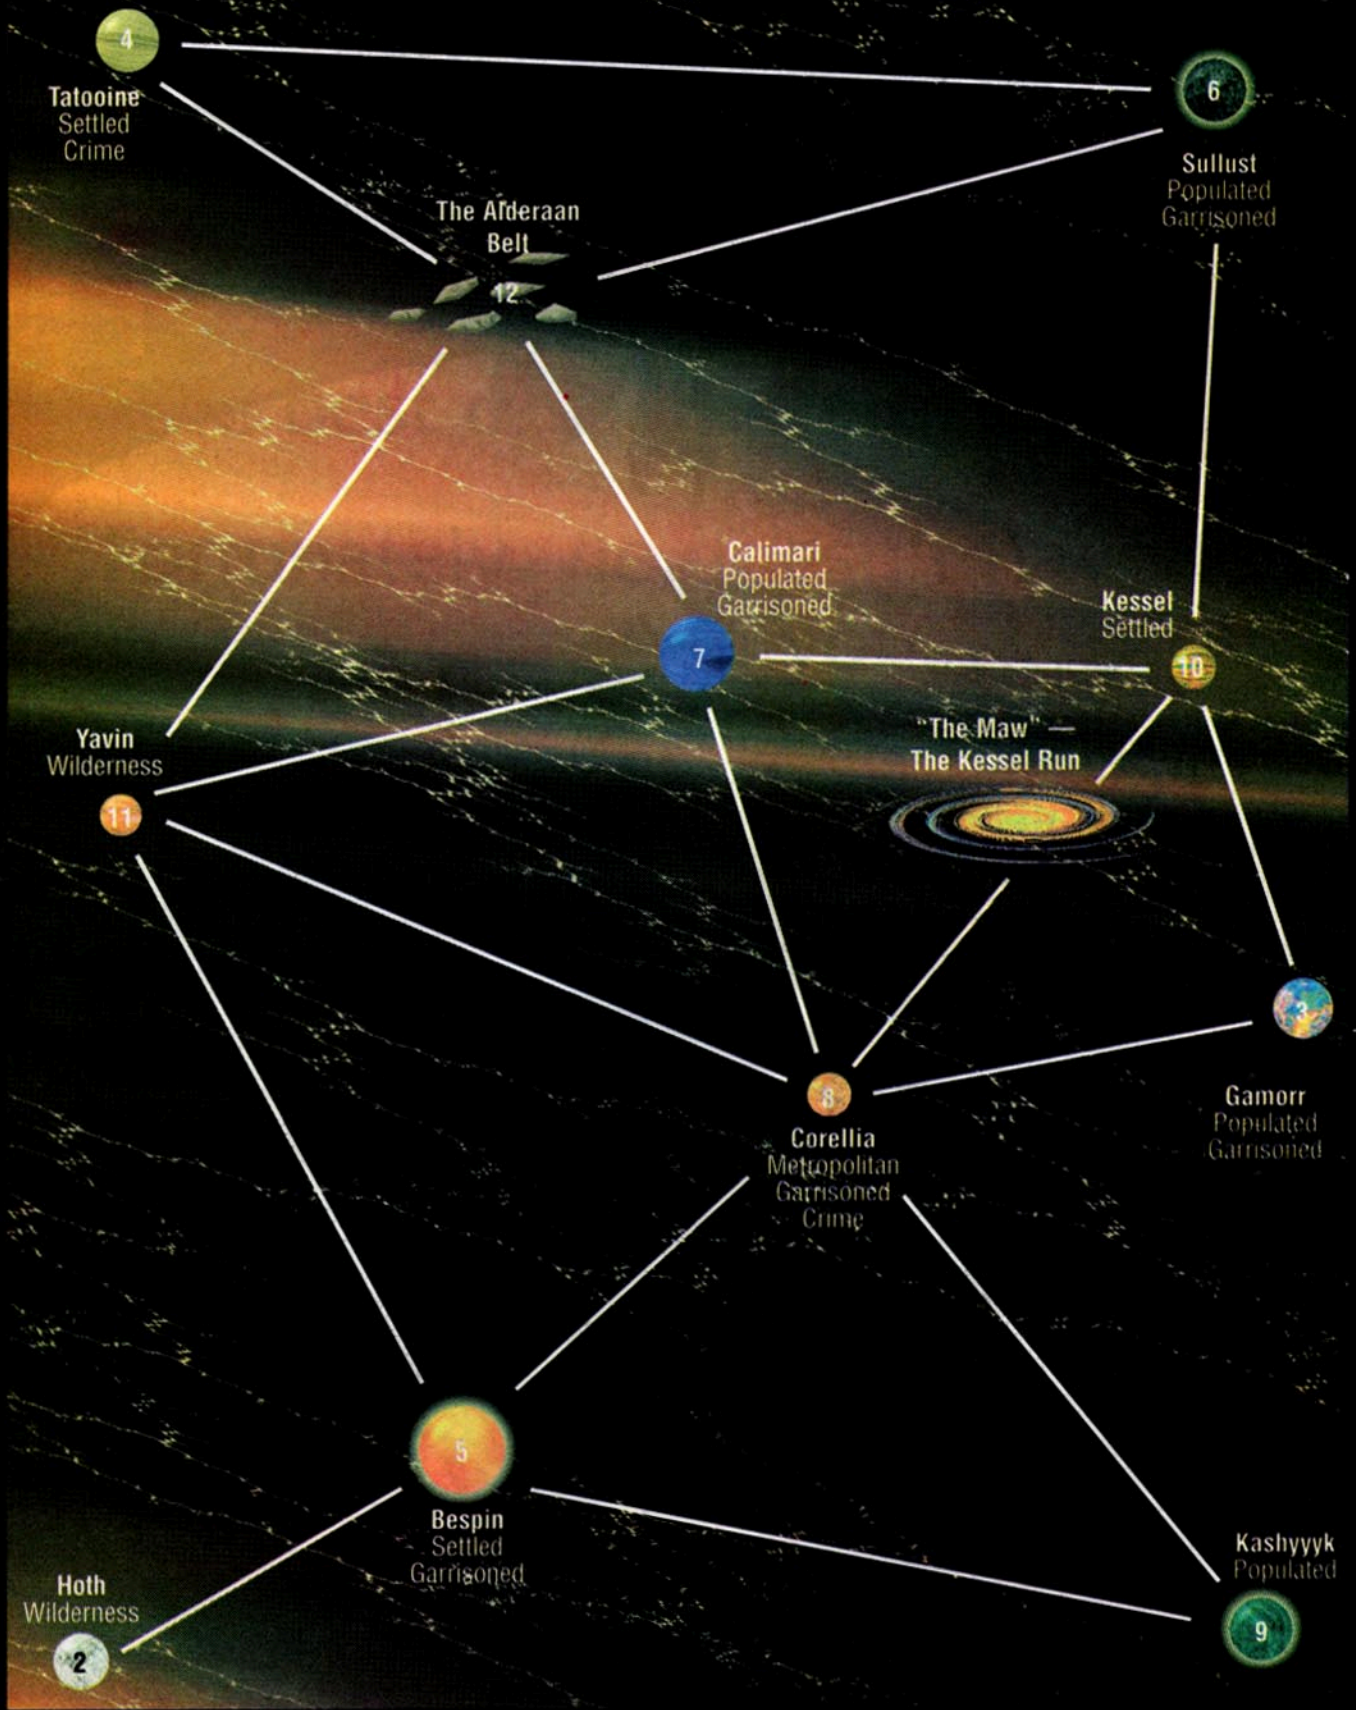 4
Tatooine
Settled
Crime
6
Sullust
Populated
Garrisoned
The Alderaan
Belt
12
Calimari
Populated
Garrisoned
7
Kessel
Settled
10
"The Maw" —
The Kessel Run
Yavin
Wilderness
11
3
Gamorr
Populated
Garrisoned
8
Corellia
Metropolitan
Garrisoned
Crime
5
Bespin
Settled
Garrisoned
Kashyyyk
Populated
9
Hoth
Wilderness
2